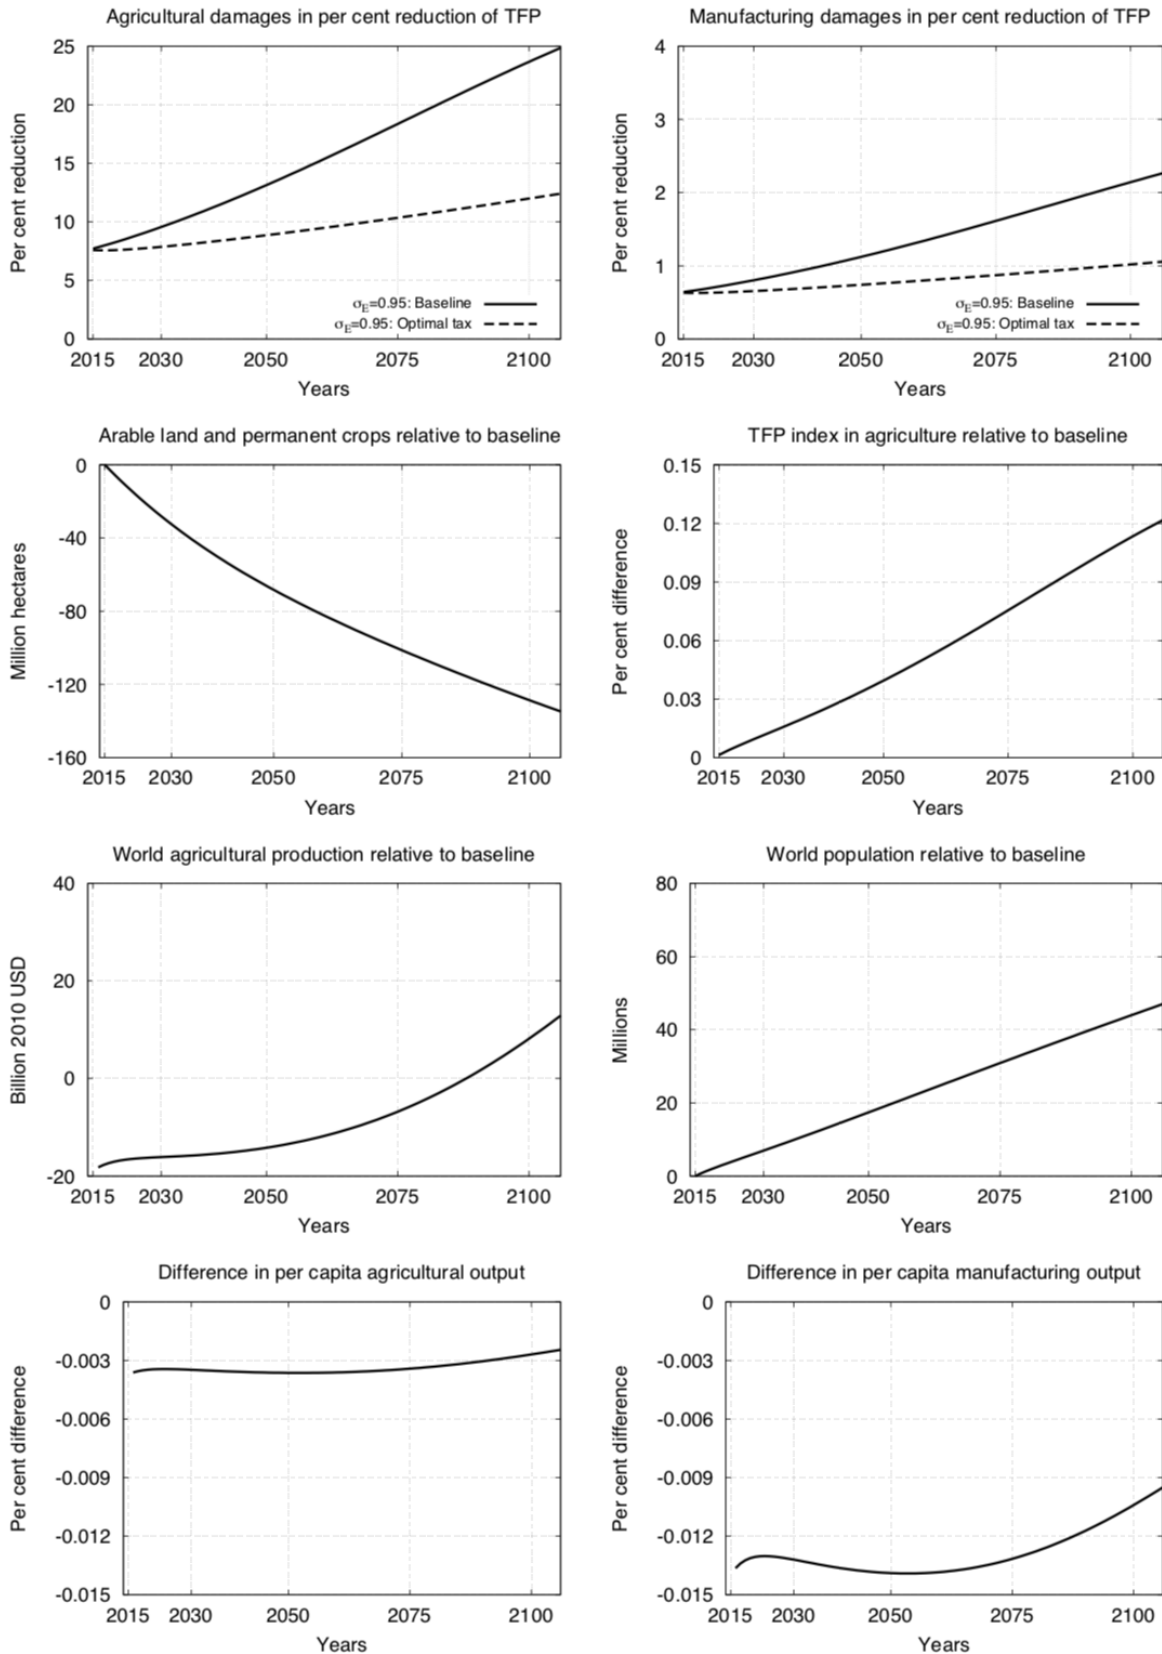 Agricultural damages in per cent reduction of TFP
25
20
15
10
5
0
Per cent reduction
σE=0.95: Baseline
σE=0.95: Optimal tax
2015 2030 2050 2075 2100
Years
Manufacturing damages in per cent reduction of TFP
4
3
2
1
0
Per cent reduction
σE=0.95: Baseline
σE=0.95: Optimal tax
2015 2030 2050 2075 2100
Years
Arable land and permanent crops relative to baseline
0
-40
-80
-120
-160
Million hectares
2015 2030 2050 2075 2100
Years
TFP index in agriculture relative to baseline
0.15
0.12
0.09
0.06
0.03
0
Per cent difference
2015 2030 2050 2075 2100
Years
World agricultural production relative to baseline
40
20
0
-20
Billion 2010 USD
2015 2030 2050 2075 2100
Years
World population relative to baseline
80
60
40
20
0
Millions
2015 2030 2050 2075 2100
Years
Difference in per capita agricultural output
0
-0.003
-0.006
-0.009
-0.012
-0.015
Per cent difference
2015 2030 2050 2075 2100
Years
Difference in per capita manufacturing output
0
-0.003
-0.006
-0.009
-0.012
-0.015
Per cent difference
2015 2030 2050 2075 2100
Years